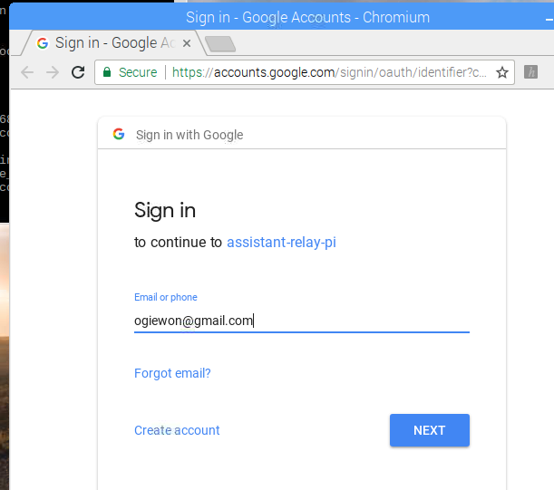 Sign in - Google Accounts - Chromium
Sign in - Google Ac
Secure https://accounts.google.com/signin/oauth/identifier?c...
Sign in with Google
Sign in
to continue to assistant-relay-pi
Email or phone
ogiewon@gmail.com
Forgot email?
Create account
NEXT